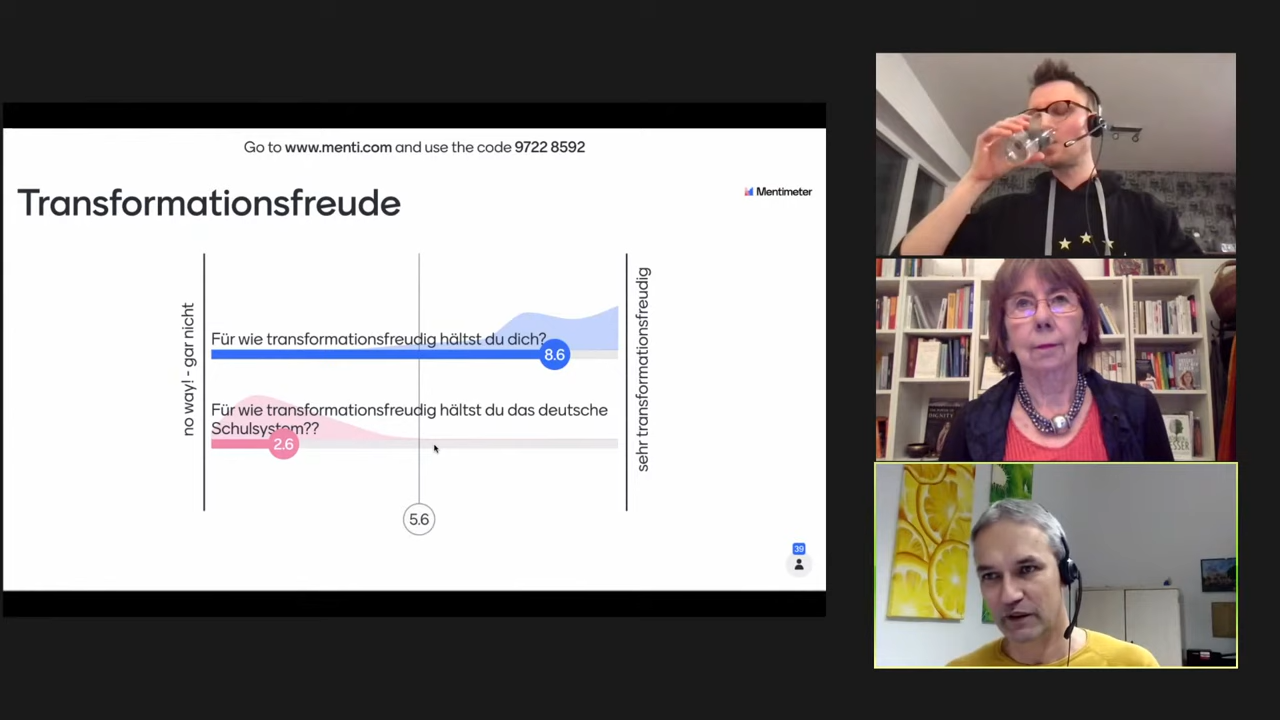 Go to www.menti.com and use the code 9722 8592
Transformationsfreude
Mentimeter
no way! - gar nicht
Für wie transformationsfreudig hältst du dich?
8.6
Für wie transformationsfreudig hältst du das deutsche
Schulsystem??
2.6
sehr transformationsfreudig
5.6
39
DIGNITY